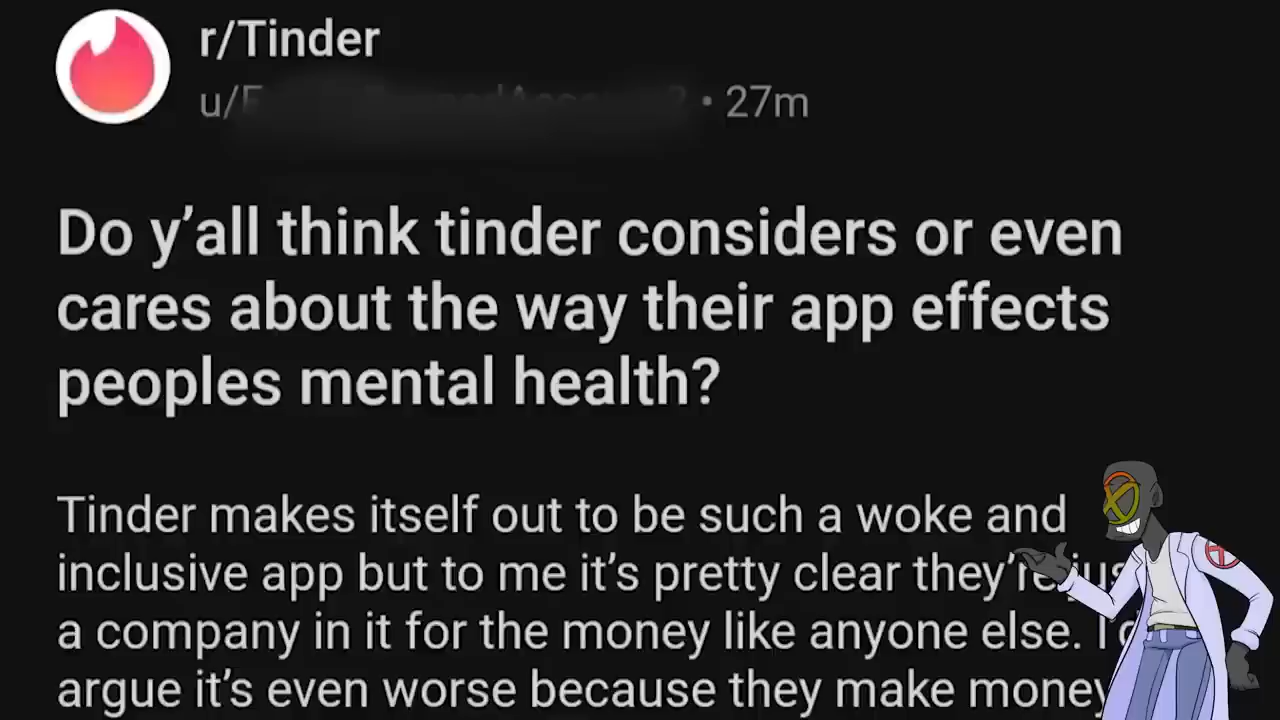 r/Tinder
u/ • 27m
Do y’all think tinder considers or even
cares about the way their app effects
peoples mental health?
Tinder makes itself out to be such a woke and
inclusive app but to me it’s pretty clear they’re
a company in it for the money like anyone else.
argue it’s even worse because they make money